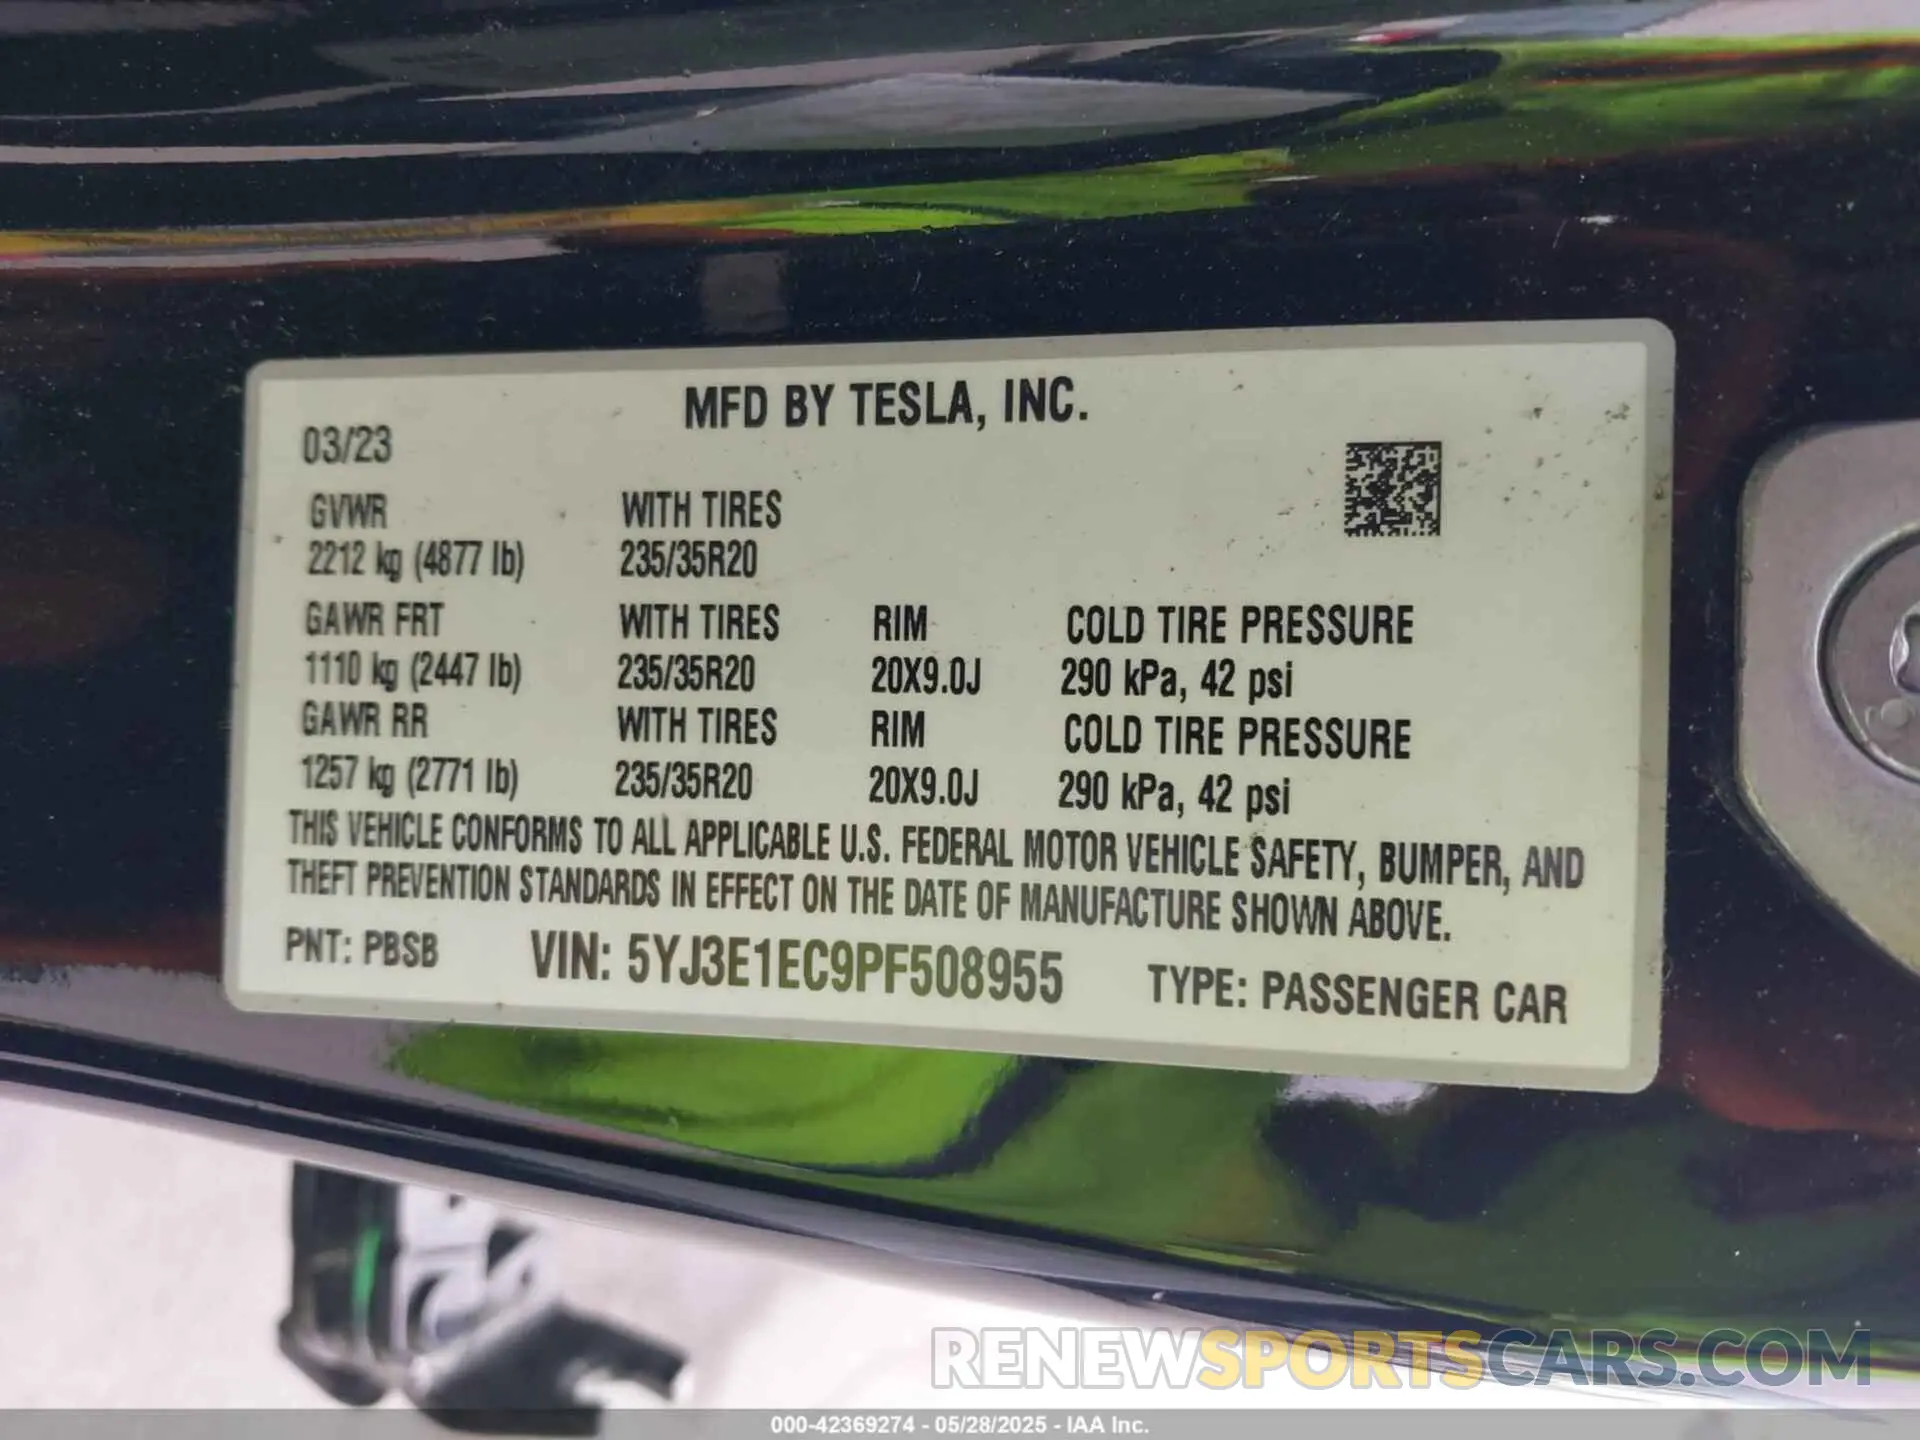 MFD BY TESLA, INC.
03/23
GVWR WITH TIRES
2212 kg (4877 lb) 235/35R20
GAWR FRT WITH TIRES RIM COLD TIRE PRESSURE
1110 kg (2447 lb) 235/35R20 20X9.0J 290 kPa, 42 psi
GAWR RR WITH TIRES RIM COLD TIRE PRESSURE
1257 kg (2771 lb) 235/35R20 20X9.0J 290 kPa, 42 psi
THIS VEHICLE CONFORMS TO ALL APPLICABLE U.S. FEDERAL MOTOR VEHICLE SAFETY, BUMPER, AND
THEFT PREVENTION STANDARDS IN EFFECT ON THE DATE OF MANUFACTURE SHOWN ABOVE.
PNT: PBSB VIN: 5YJ3E1EC9PF508955 TYPE: PASSENGER CAR
RENEWSPORTSCARS.COM
000-42369274 - 05/28/2025 - IAA Inc.